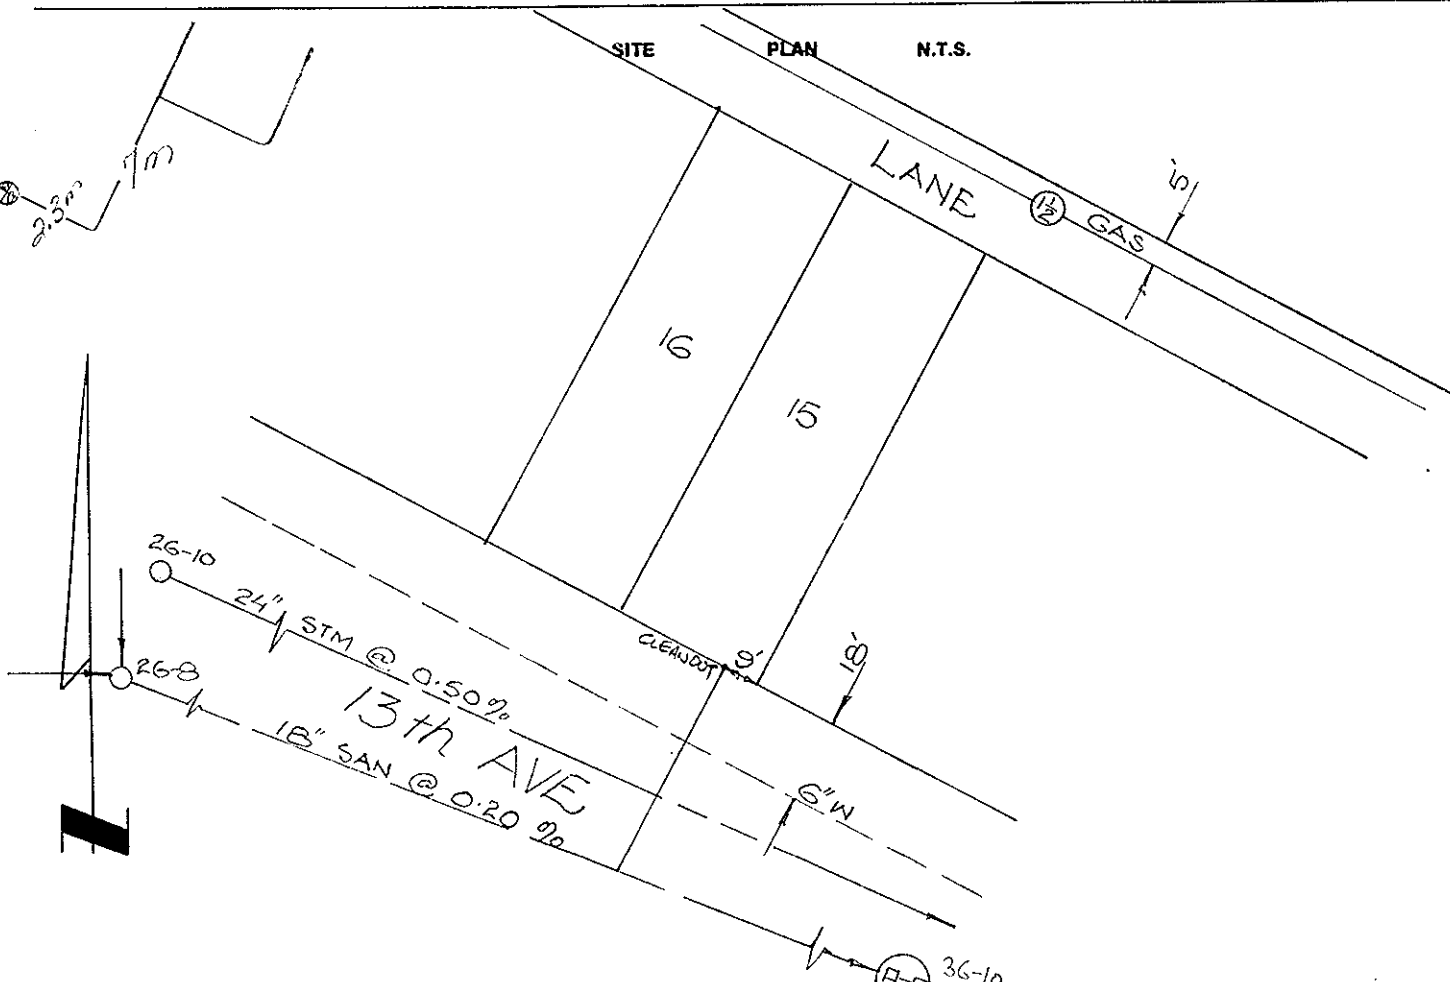 SITE PLAN N.T.S.
7m
2.3m
LANE
1½
GAS
5'
16
15
26-10
24" STM @ 0.50%
CLEANOUT
9'
18'
26-8
13th AVE
18" SAN @ 0.20 %
6" W
36-10